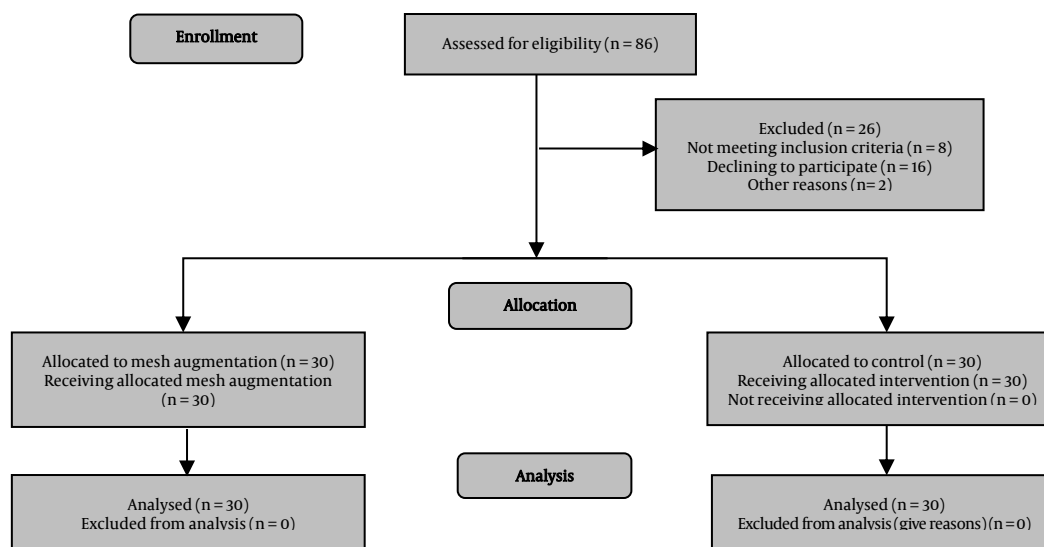 Enrollment
Assessed for eligibility (n = 86)
Excluded (n = 26)
Not meeting inclusion criteria (n = 8)
Declining to participate (n = 16)
Other reasons (n= 2)
Allocation
Allocated to mesh augmentation (n = 30)
Receiving allocated mesh augmentation
(n = 30)
Allocated to control (n = 30)
Receiving allocated intervention (n = 30)
Not receiving allocated intervention (n = 0)
Analysis
Analysed (n = 30)
Excluded from analysis (n = 0)
Analysed (n = 30)
Excluded from analysis (give reasons) (n = 0)